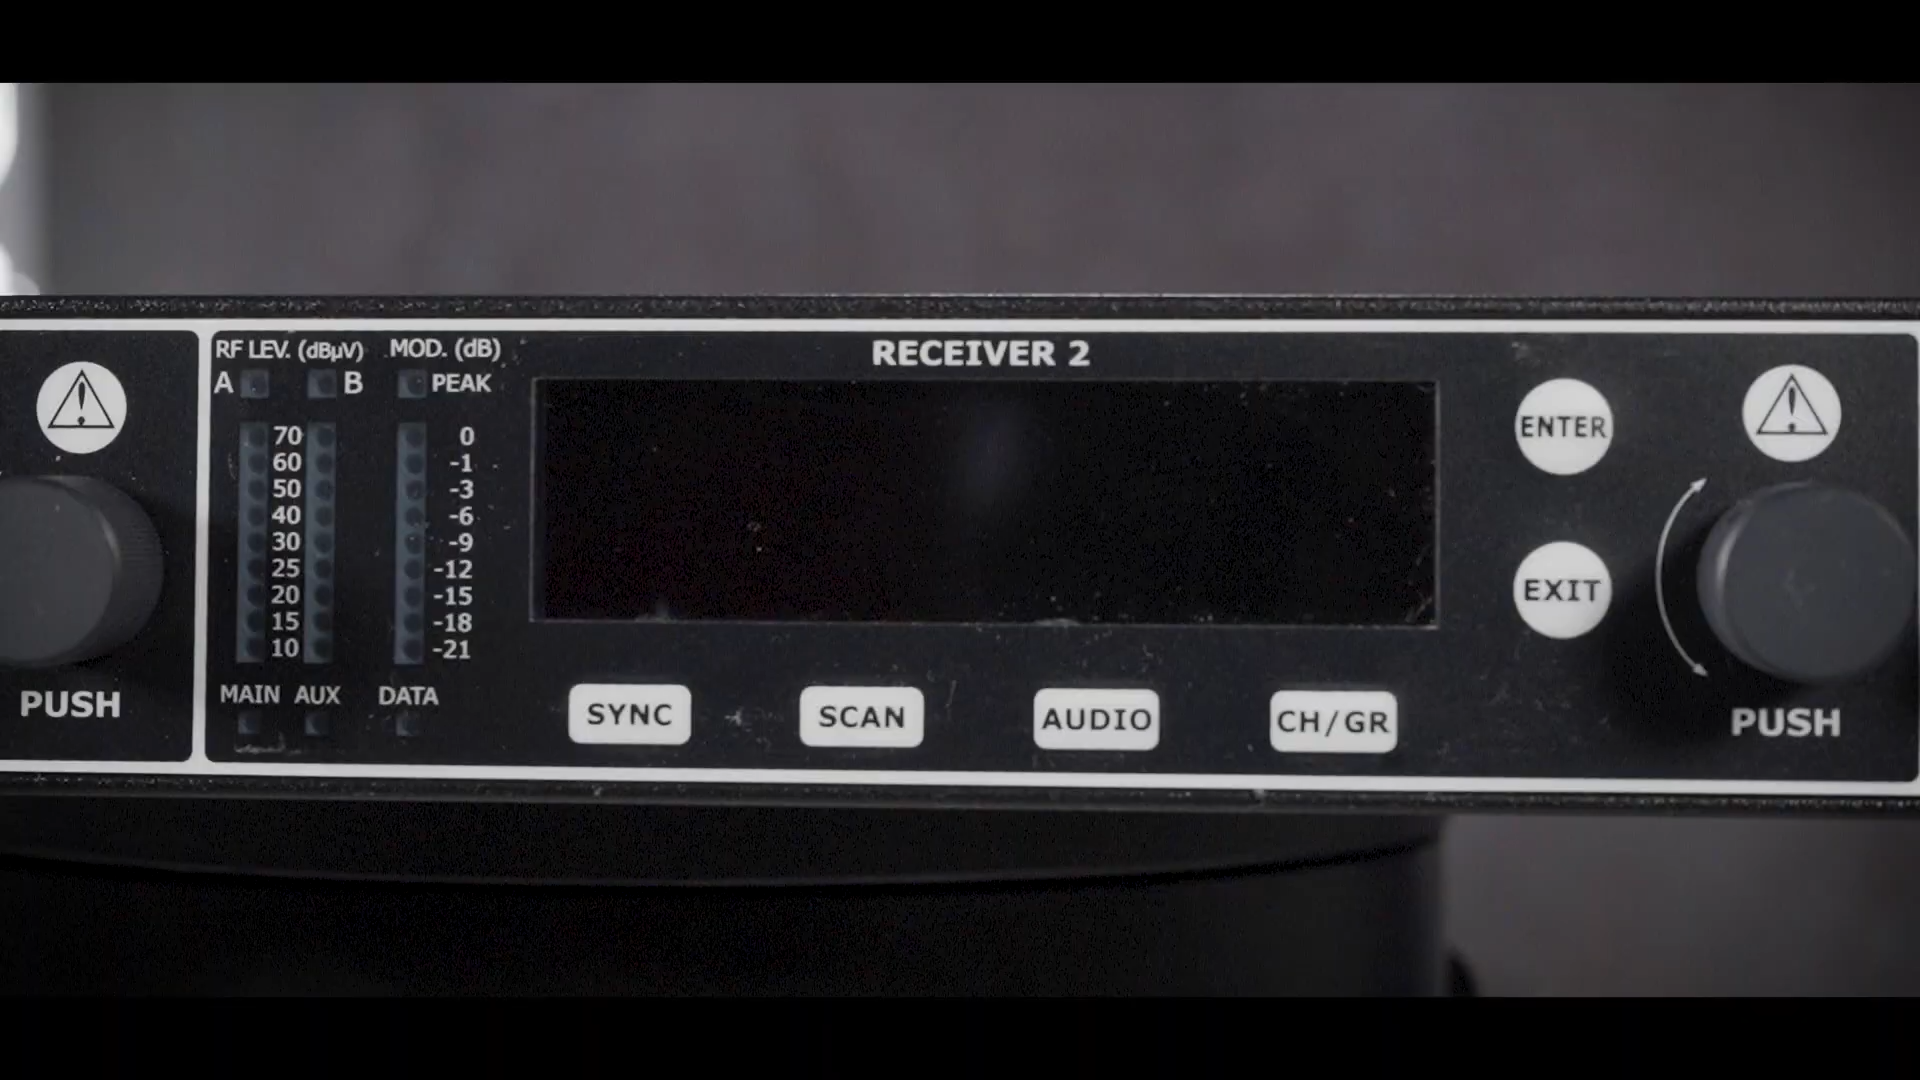 RECEIVER 2
RF LEV. (dBµV) MOD. (dB)
A B PEAK
70 0
60 -1
50 -3
40 -6
30 -9
25 -12
20 -15
15 -18
10 -21
MAIN AUX DATA
SYNC SCAN AUDIO CH/GR
ENTER
EXIT
PUSH
PUSH